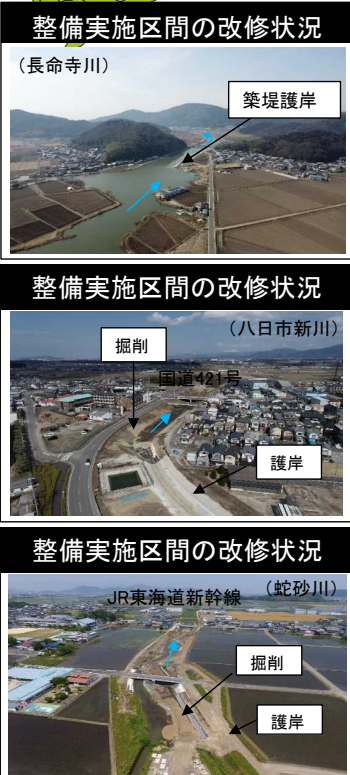 整備実施区間の改修状況
（長命寺川）
築堤護岸
整備実施区間の改修状況
（八日市新川）
掘削
国道421号
護岸
整備実施区間の改修状況
（蛇砂川）
JR東海道新幹線
掘削
護岸